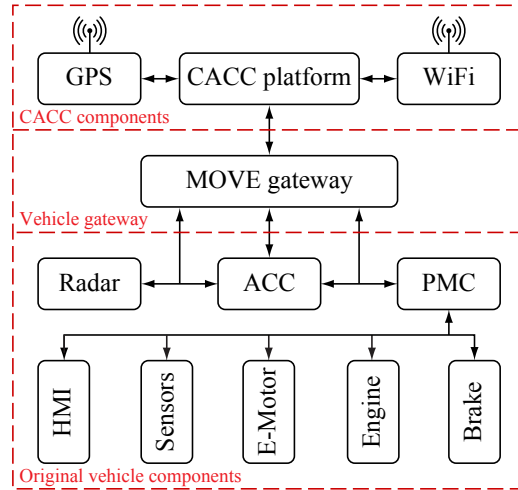 GPS
CACC platform
WiFi
CACC components
MOVE gateway
Vehicle gateway
Radar
ACC
PMC
HMI
Sensors
E-Motor
Engine
Brake
Original vehicle components